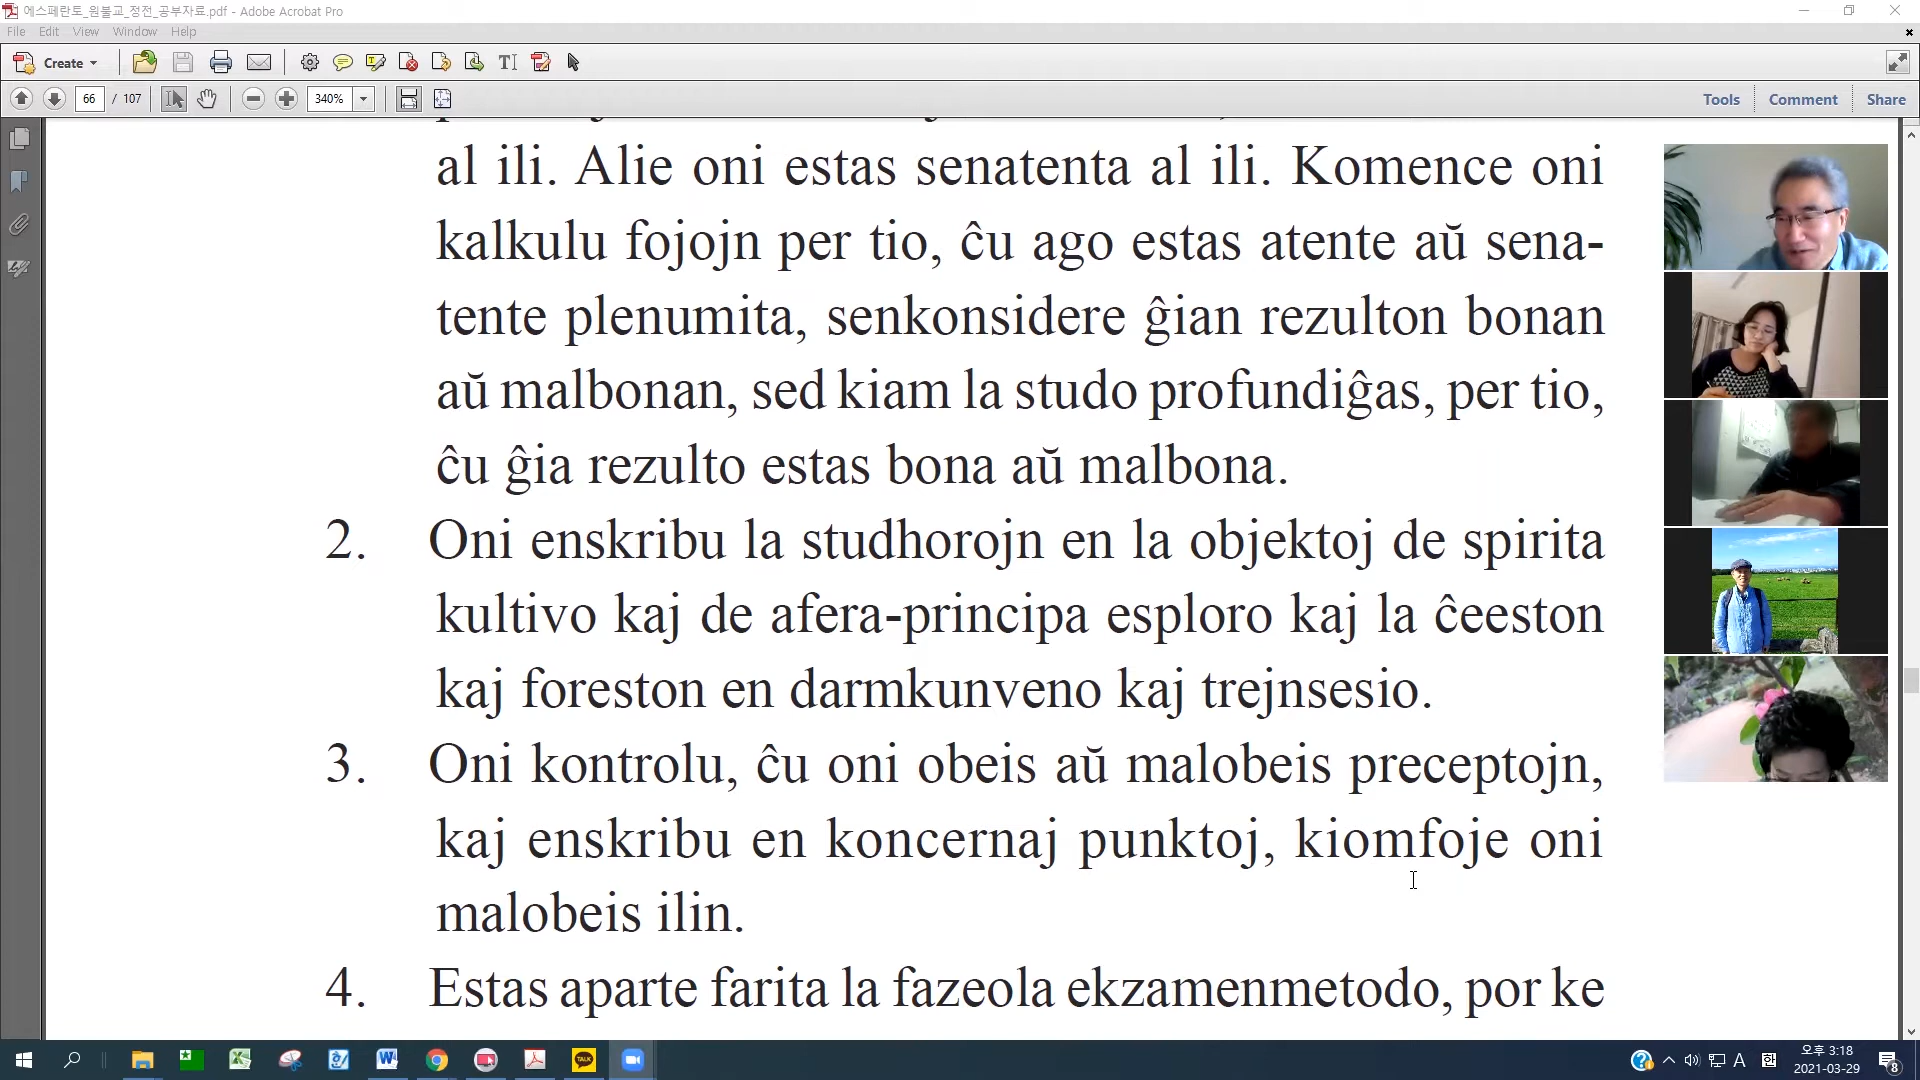 에스페란토_원불교_정전_공부자료.pdf - Adobe Acrobat Pro
File Edit View Window Help
Create
66 / 107
340%
Tools Comment Share
al ili. Alie oni estas senatenta al ili. Komence oni
kalkulu fojojn per tio, ĉu ago estas atente aŭ sena-
tente plenumita, senkonsidere ĝian rezulton bonan
aŭ malbonan, sed kiam la studo profundiĝas, per tio,
ĉu ĝia rezulto estas bona aŭ malbona.
2. Oni enskribu la studhorojn en la objektoj de spirita
kultivo kaj de afera-principa esploro kaj la ĉeeston
kaj foreston en darmkunveno kaj trejnsesio.
3. Oni kontrolu, ĉu oni obeis aŭ malobeis preceptojn,
kaj enskribu en koncernaj punktoj, kiomfoje oni
malobeis ilin.
4. Estas aparte farita la fazeola ekzamenmetodo, por ke
TALK
A 한
오후 3:18
2021-03-29
8